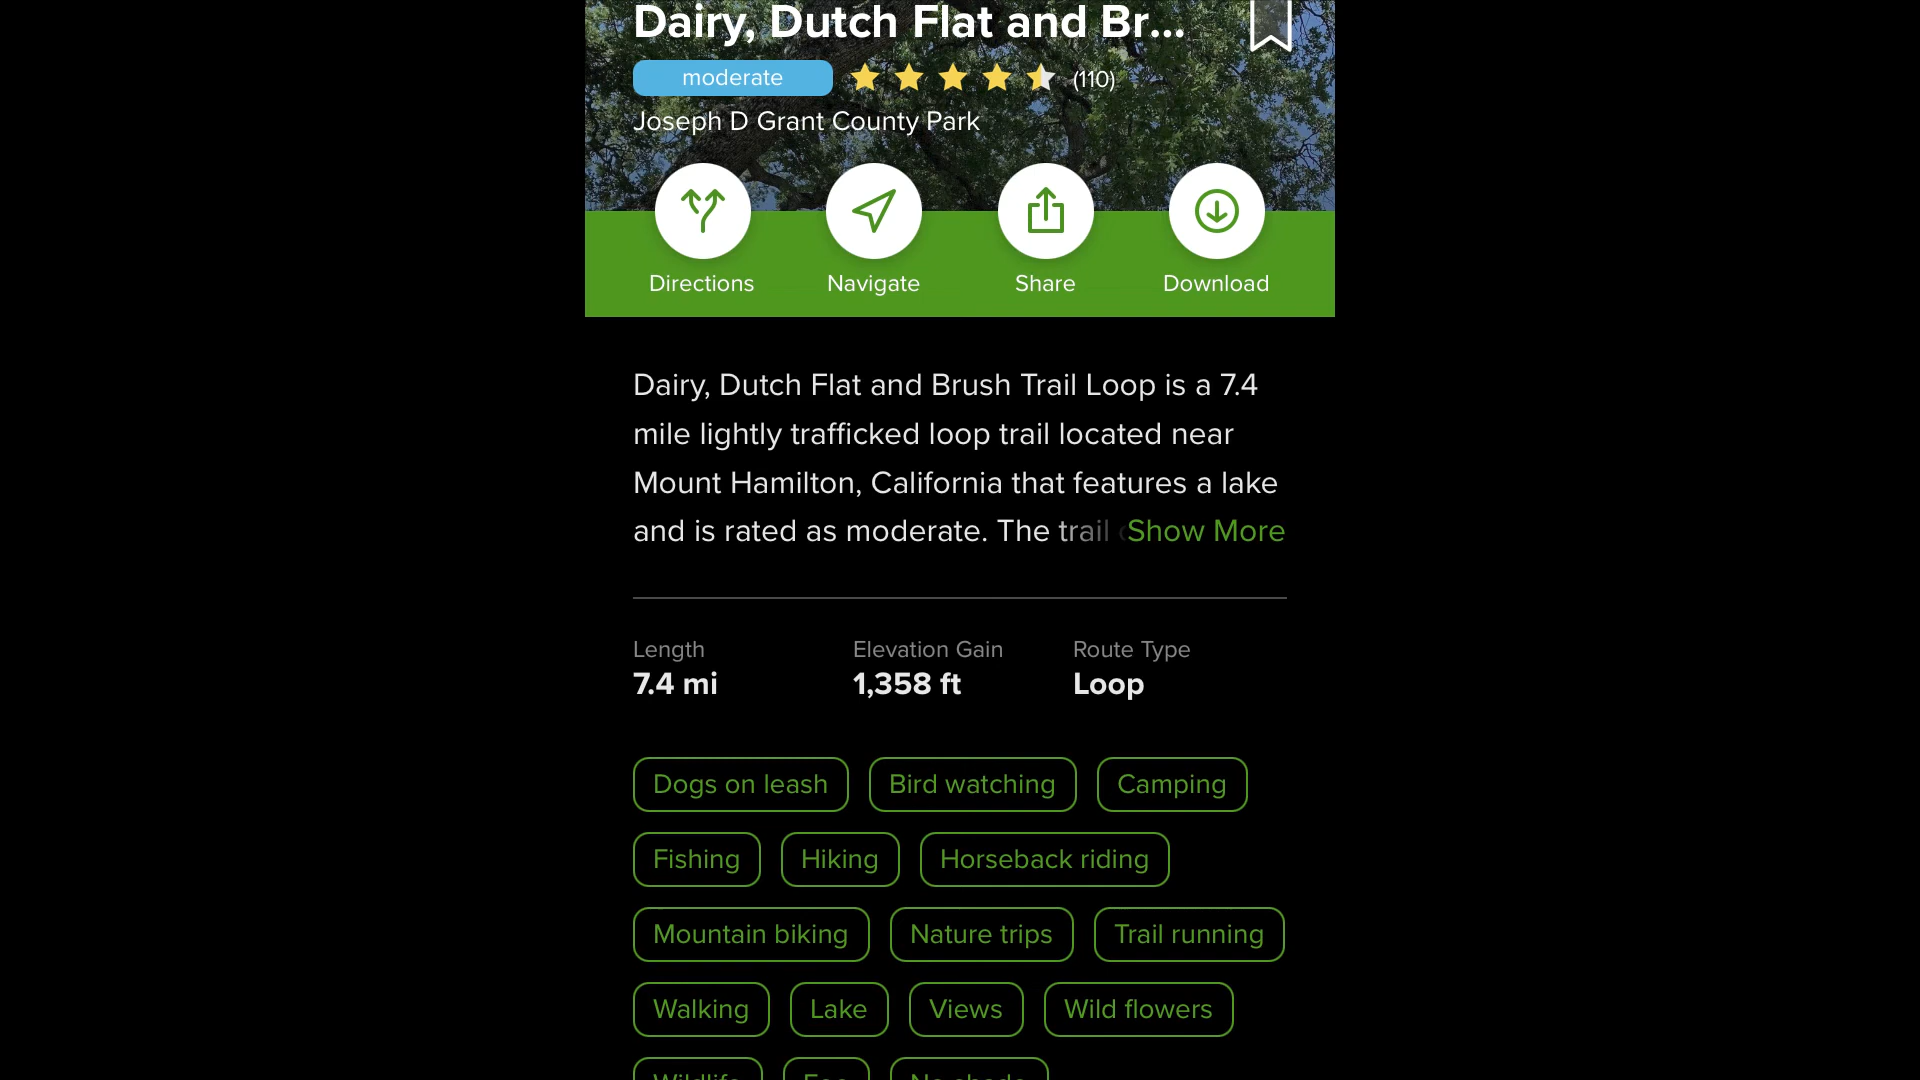 Dairy, Dutch Flat and Br...
moderate (110)
Joseph D Grant County Park
Directions Navigate Share Download
Dairy, Dutch Flat and Brush Trail Loop is a 7.4
mile lightly trafficked loop trail located near
Mount Hamilton, California that features a lake
and is rated as moderate. The trail Show More
Length Elevation Gain Route Type
7.4 mi 1,358 ft Loop
Dogs on leash Bird watching Camping
Fishing Hiking Horseback riding
Mountain biking Nature trips Trail running
Walking Lake Views Wild flowers
Wildlife Fee No shade